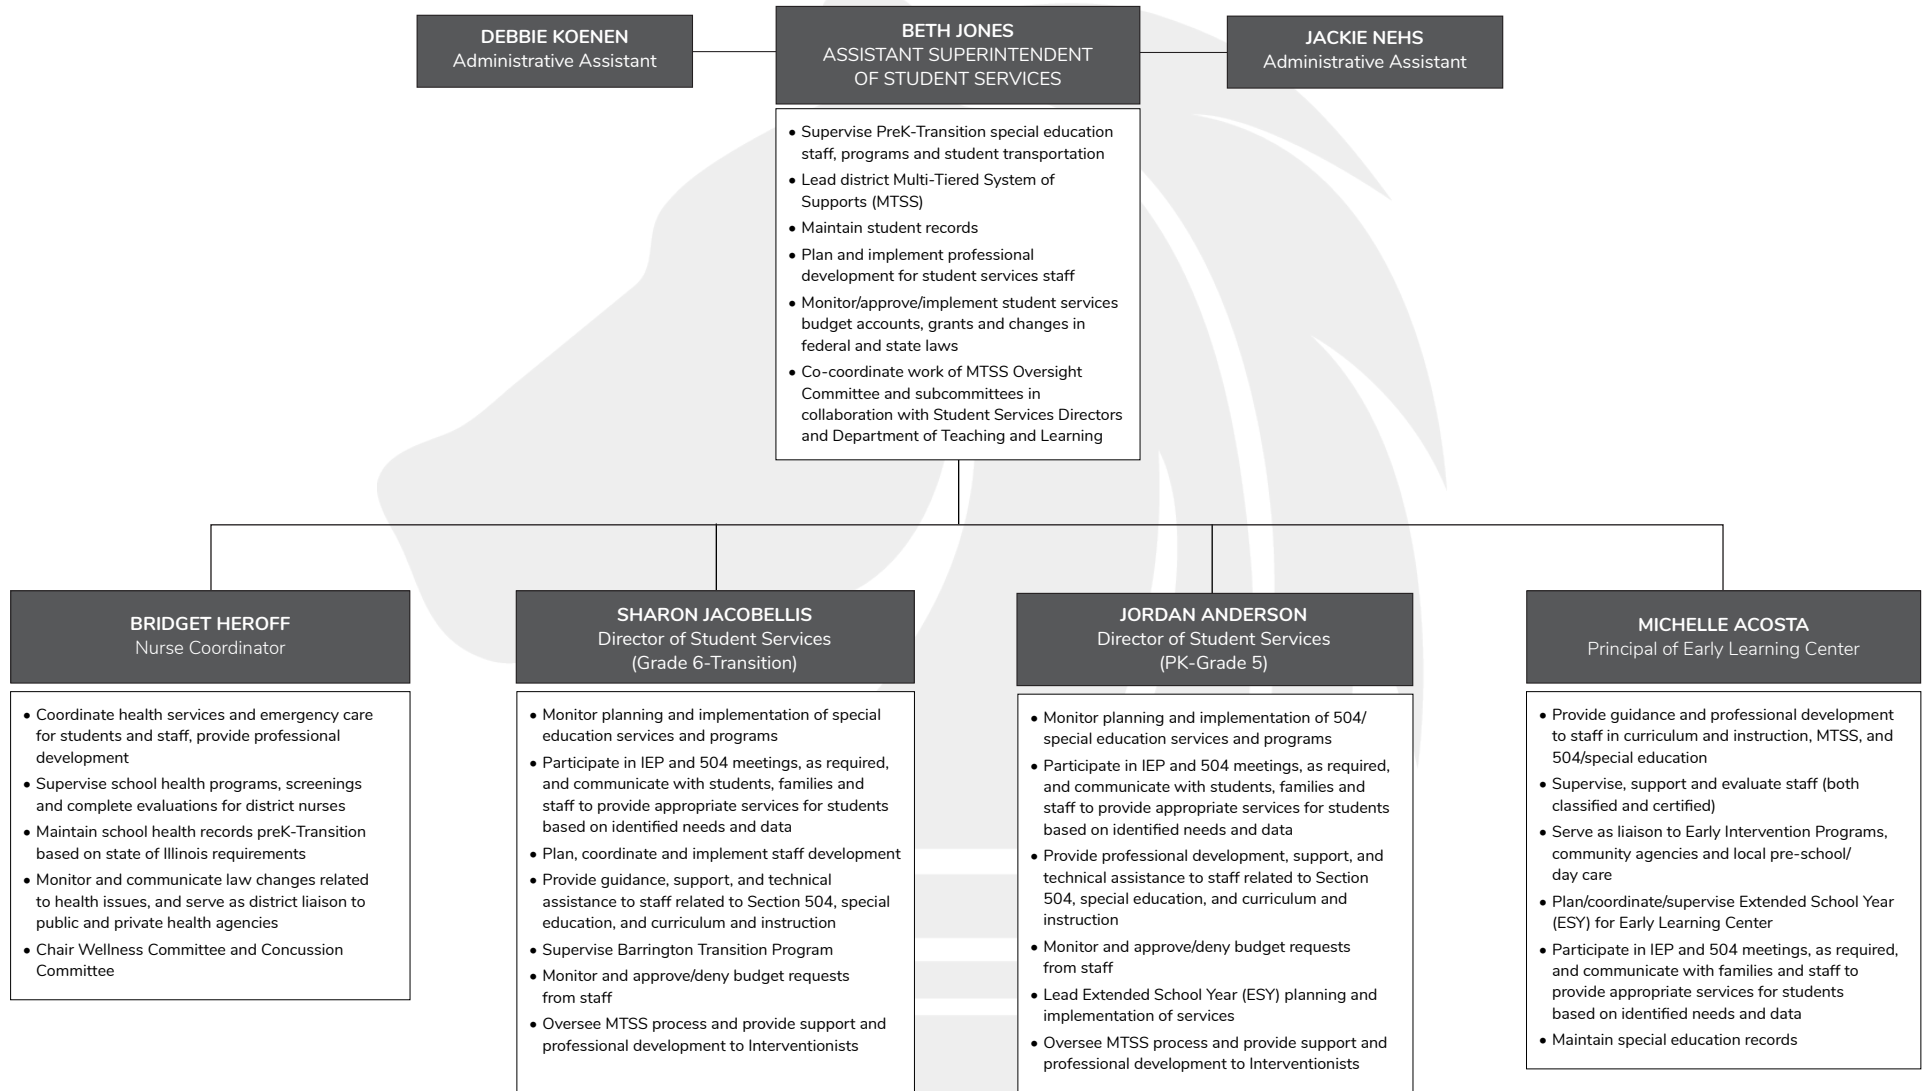 DEBBIE KOENEN
Administrative Assistant
BETH JONES
ASSISTANT SUPERINTENDENT
OF STUDENT SERVICES
JACKIE NEHS
Administrative Assistant
• Supervise PreK-Transition special education
staff, programs and student transportation
• Lead district Multi-Tiered System of
Supports (MTSS)
• Maintain student records
• Plan and implement professional
development for student services staff
• Monitor/approve/implement student services
budget accounts, grants and changes in
federal and state laws
• Co-coordinate work of MTSS Oversight
Committee and subcommittees in
collaboration with Student Services Directors
and Department of Teaching and Learning
BRIDGET HEROFF
Nurse Coordinator
• Coordinate health services and emergency care
for students and staff, provide professional
development
• Supervise school health programs, screenings
and complete evaluations for district nurses
• Maintain school health records preK-Transition
based on state of Illinois requirements
• Monitor and communicate law changes related
to health issues, and serve as district liaison to
public and private health agencies
• Chair Wellness Committee and Concussion
Committee
SHARON JACOBELLIS
Director of Student Services
(Grade 6-Transition)
• Monitor planning and implementation of special
education services and programs
• Participate in IEP and 504 meetings, as required,
and communicate with students, families and
staff to provide appropriate services for students
based on identified needs and data
• Plan, coordinate and implement staff development
• Provide guidance, support, and technical
assistance to staff related to Section 504, special
education, and curriculum and instruction
• Supervise Barrington Transition Program
• Monitor and approve/deny budget requests
from staff
• Oversee MTSS process and provide support and
professional development to Interventionists
JORDAN ANDERSON
Director of Student Services
(PK-Grade 5)
• Monitor planning and implementation of 504/
special education services and programs
• Participate in IEP and 504 meetings, as required,
and communicate with students, families and
staff to provide appropriate services for students
based on identified needs and data
• Provide professional development, support, and
technical assistance to staff related to Section
504, special education, and curriculum and
instruction
• Monitor and approve/deny budget requests
from staff
• Lead Extended School Year (ESY) planning and
implementation of services
• Oversee MTSS process and provide support and
professional development to Interventionists
MICHELLE ACOSTA
Principal of Early Learning Center
• Provide guidance and professional development
to staff in curriculum and instruction, MTSS, and
504/special education
• Supervise, support and evaluate staff (both
classified and certified)
• Serve as liaison to Early Intervention Programs,
community agencies and local pre-school/
day care
• Plan/coordinate/supervise Extended School Year
(ESY) for Early Learning Center
• Participate in IEP and 504 meetings, as required,
and communicate with families and staff to
provide appropriate services for students
based on identified needs and data
• Maintain special education records